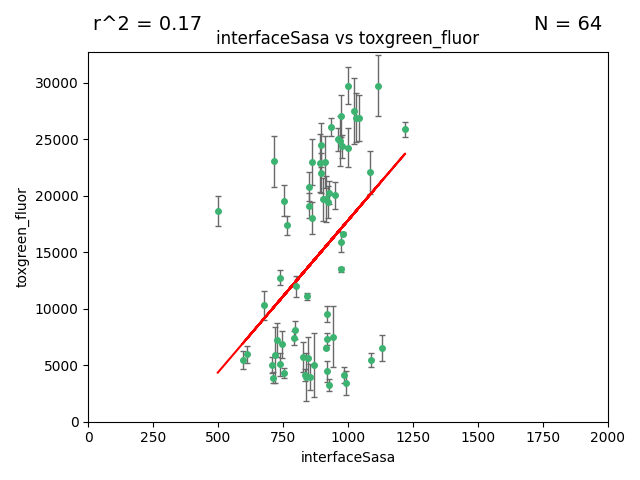 r^2 = 0.17
N = 64
interfaceSasa vs toxgreen_fluor
30000
25000
20000
15000
10000
5000
0
toxgreen_fluor
0 250 500 750 1000 1250 1500 1750 2000
interfaceSasa